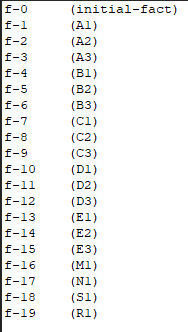 f-0 (initial-fact)
f-1 (A1)
f-2 (A2)
f-3 (A3)
f-4 (B1)
f-5 (B2)
f-6 (B3)
f-7 (C1)
f-8 (C2)
f-9 (C3)
f-10 (D1)
f-11 (D2)
f-12 (D3)
f-13 (E1)
f-14 (E2)
f-15 (E3)
f-16 (M1)
f-17 (N1)
f-18 (S1)
f-19 (R1)